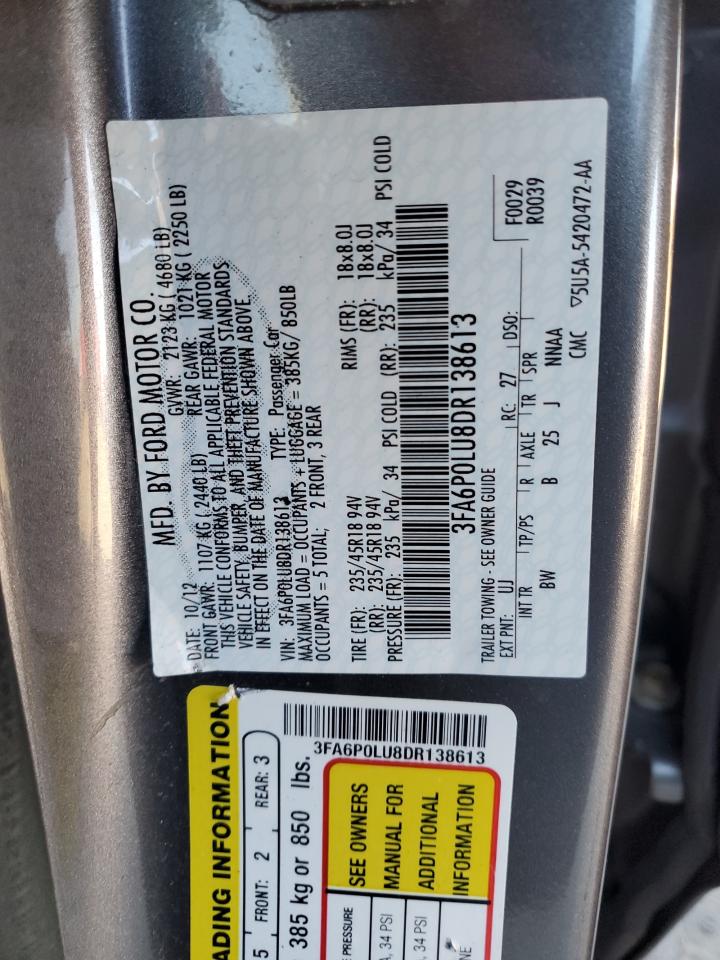 MFD. BY FORD MOTOR CO.
DATE: 10/12 GVWR: 2123 KG ( 4680 LB)
FRONT GAWR: 1107 KG ( 2440 LB) REAR GAWR: 1021 KG ( 2250 LB)
THIS VEHICLE CONFORMS TO ALL APPLICABLE FEDERAL MOTOR
VEHICLE SAFETY, BUMPER, AND THEFT PREVENTION STANDARDS
IN EFFECT ON THE DATE OF MANUFACTURE SHOWN ABOVE
VIN: 3FA6P0LU8DR138613 TYPE: Passenger Car
MAXIMUM LOAD = OCCUPANTS + LUGGAGE = 385KG/ 850LB
OCCUPANTS = 5 TOTAL; 2 FRONT, 3 REAR
TIRE (FR): 235/45R18 94V RIMS (FR): 18x8.0J
(RR): 235/45R18 94V (RR): 18x8.0J
PRESSURE (FR): 235 kPa/ 34 PSI COLD (RR): 235 kPa/ 34 PSI COLD
3FA6P0LU8DR138613
TRAILER TOWING - SEE OWNER GUIDE
EXT PNT: UJ RC: 27 DSO:
F0029
R0039
INT TR TP/PS R AXLE TR SPR
BW B 25 J NNAA
CMC ▽5U5A-5420472-AA
ADING INFORMATION
5 FRONT: 2 REAR: 3
385 kg or 850 lbs.
3FA6P0LU8DR138613
PRESSURE
, 34 PSI
, 34 PSI
SEE OWNERS
MANUAL FOR
ADDITIONAL
INFORMATION